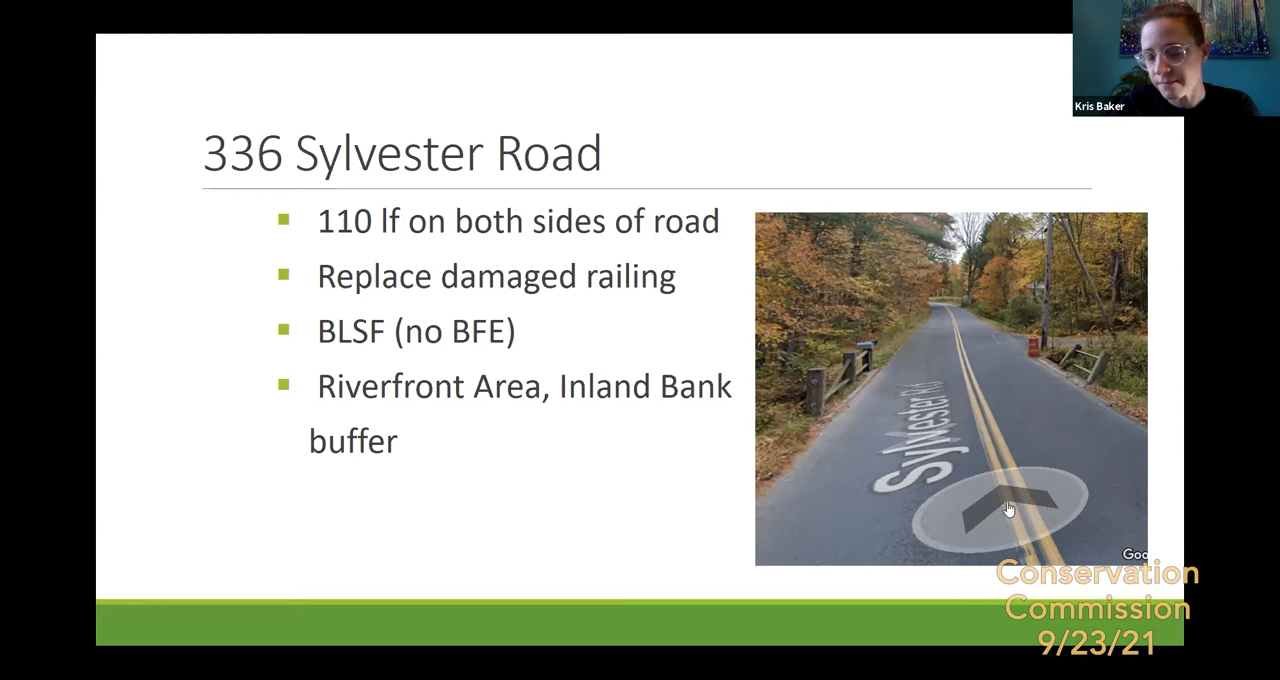 Kris Baker
336 Sylvester Road
110 lf on both sides of road
Replace damaged railing
BLSF (no BFE)
Riverfront Area, Inland Bank
buffer
Sylvester Rd
Goo
Conservation
Commission
9/23/21